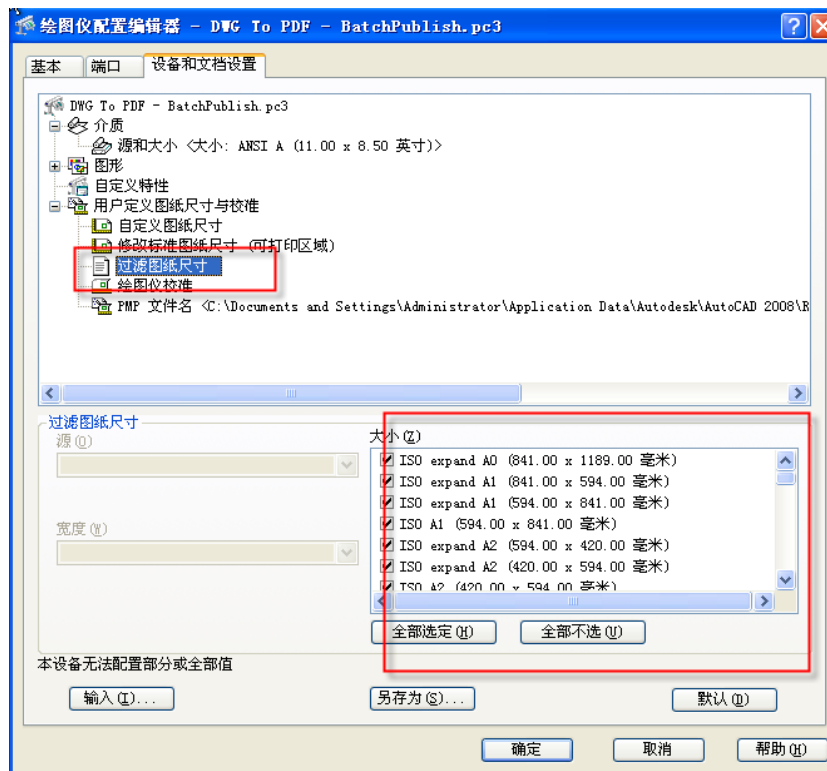 绘图仪配置编辑器 - DWG To PDF - BatchPublish.pc3
基本 端口 设备和文档设置
DWG To PDF - BatchPublish.pc3
介质
源和大小 <大小: ANSI A (11.00 x 8.50 英寸)>
图形
自定义特性
用户定义图纸尺寸与校准
自定义图纸尺寸
修改标准图纸尺寸 (可打印区域)
过滤图纸尺寸
绘图仪校准
PMP 文件名 <C:\Documents and Settings\Administrator\Application Data\Autodesk\AutoCAD 2008\R
过滤图纸尺寸
源(O)
大小(Z)
ISO expand A0 (841.00 x 1189.00 毫米)
ISO expand A1 (841.00 x 594.00 毫米)
ISO expand A1 (594.00 x 841.00 毫米)
宽度(W)
ISO A1 (594.00 x 841.00 毫米)
ISO expand A2 (594.00 x 420.00 毫米)
ISO expand A2 (420.00 x 594.00 毫米)
ISO A2 (420.00 x 594.00 毫米)
全部选定(H) 全部不选(U)
本设备无法配置部分或全部值
输入(I)... 另存为(S)... 默认(D)
确定 取消 帮助(H)